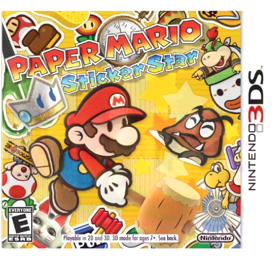 PAPER MARIO
Sticker Star
NINTENDO 3DS
EVERYONE
E
ESRB
Playable in 2D and 3D. 3D mode for ages 7+. See back.
Nintendo